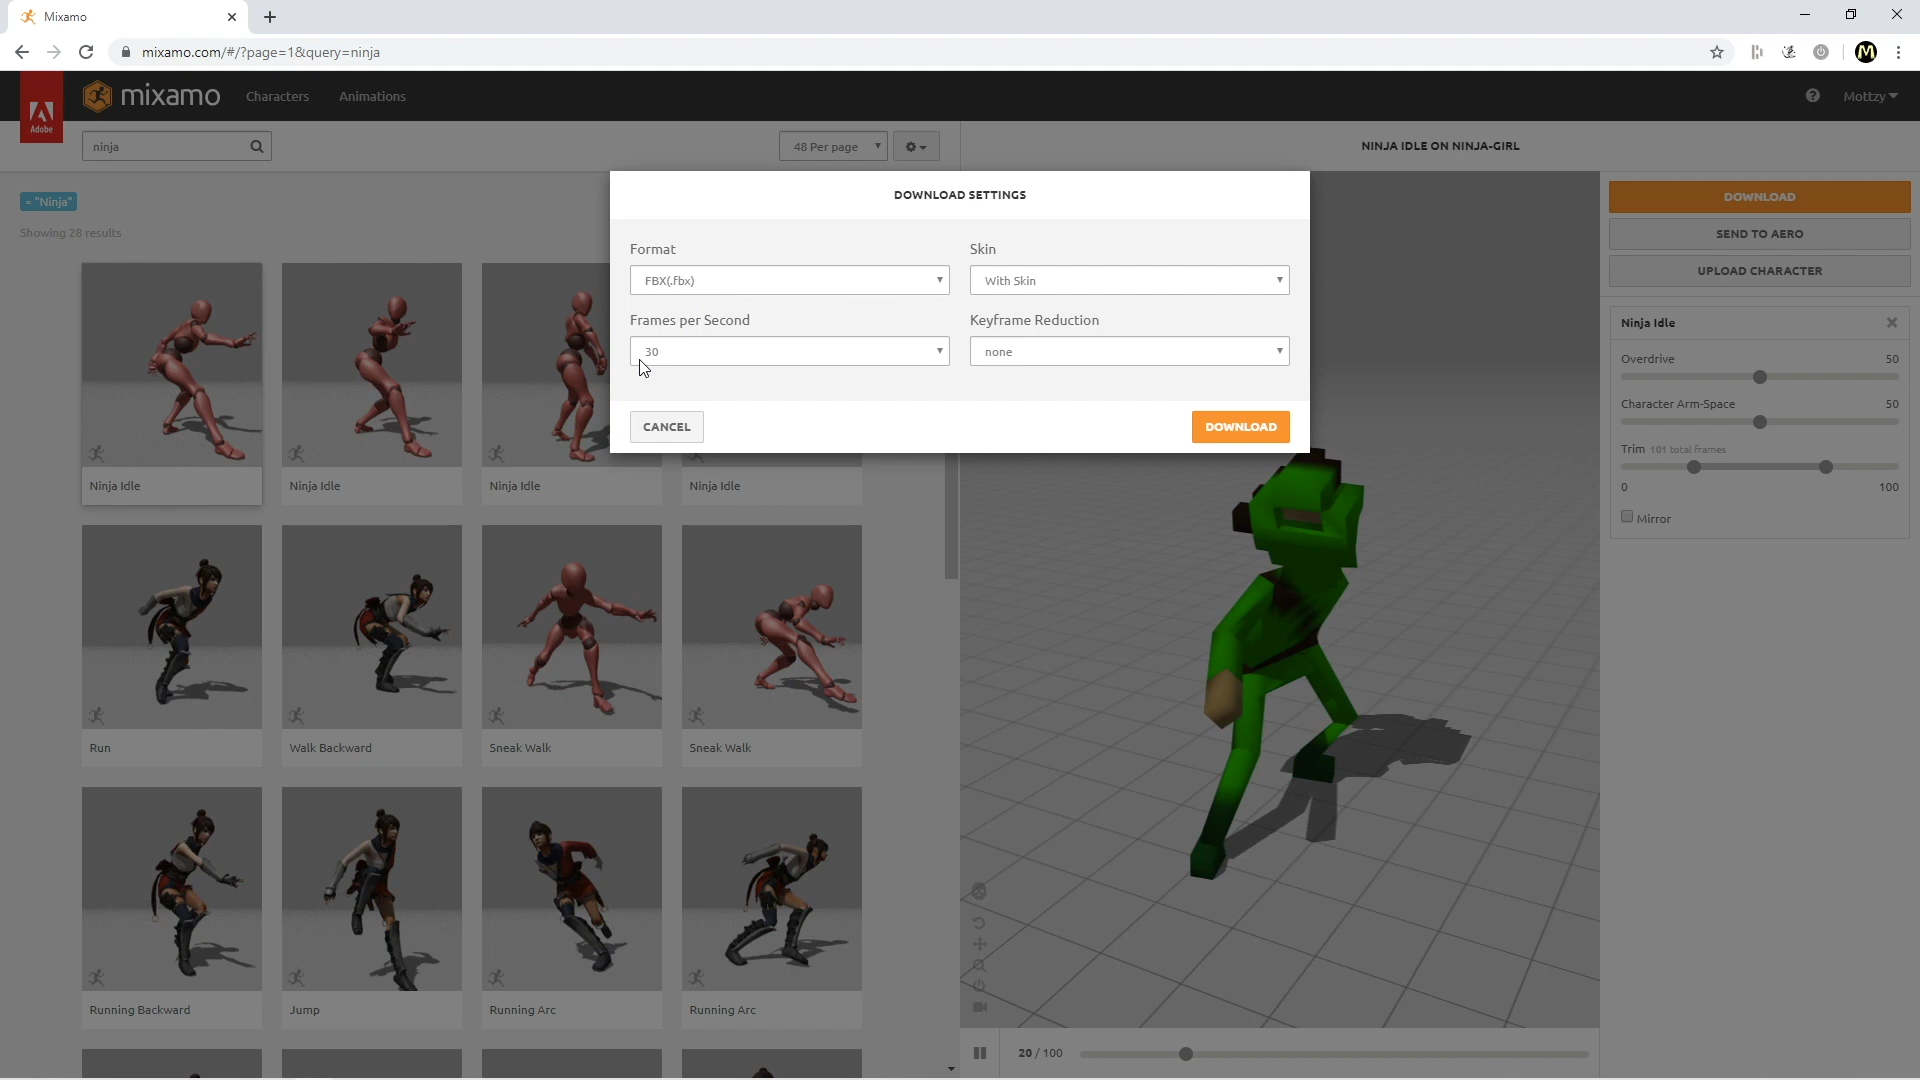 Mixamo
mixamo.com/#/?page=1&query=ninja
M
Adobe
mixamo
Characters
Animations
Mottzy
ninja
48 Per page
NINJA IDLE ON NINJA-GIRL
× "Ninja"
Showing 28 results
DOWNLOAD SETTINGS
Format
Skin
FBX(.fbx)
With Skin
Frames per Second
Keyframe Reduction
30
none
CANCEL
DOWNLOAD
DOWNLOAD
SEND TO AERO
UPLOAD CHARACTER
Ninja Idle
Overdrive
50
Character Arm-Space
50
Trim 101 total frames
0
100
Mirror
Ninja Idle
Ninja Idle
Ninja Idle
Ninja Idle
Run
Walk Backward
Sneak Walk
Sneak Walk
Running Backward
Jump
Running Arc
Running Arc
20 / 100